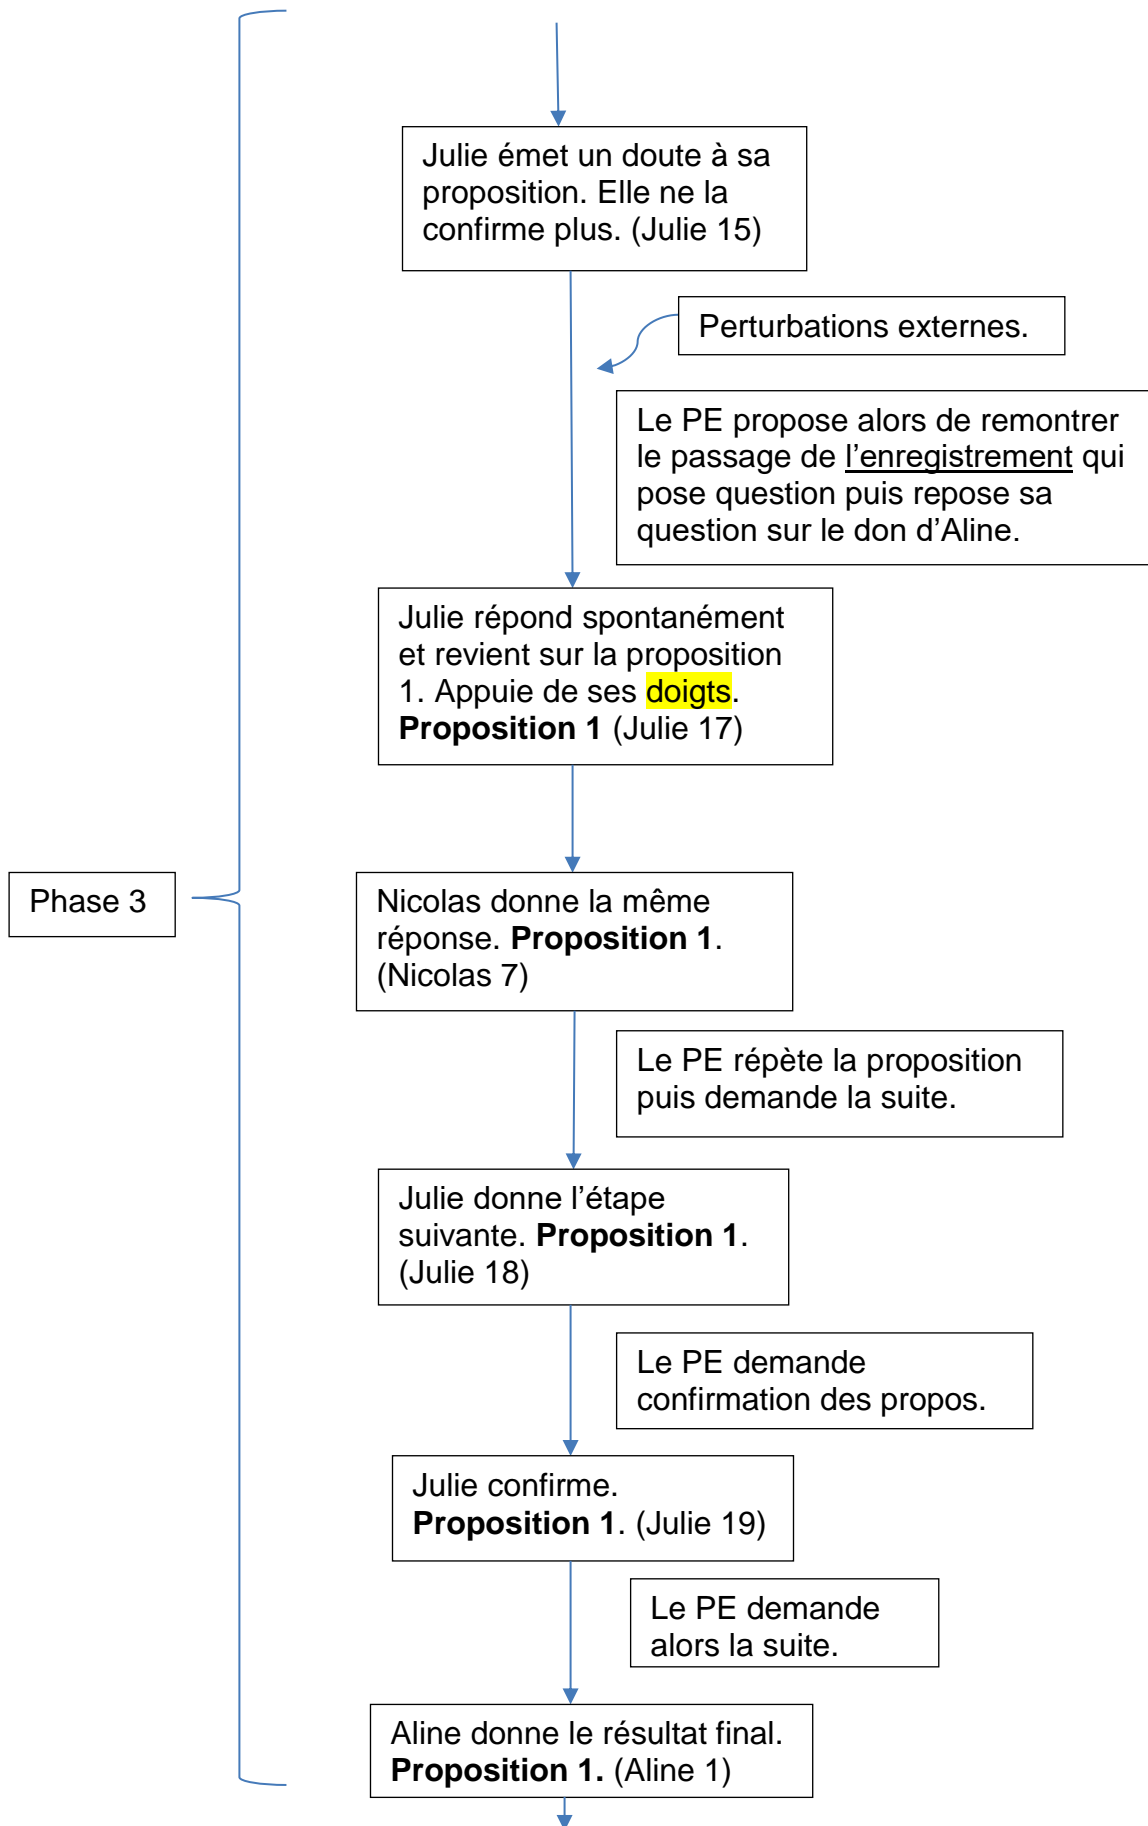 Julie émet un doute à sa
proposition. Elle ne la
confirme plus. (Julie 15)
Perturbations externes.
Le PE propose alors de remontrer
le passage de l’enregistrement qui
pose question puis repose sa
question sur le don d’Aline.
Julie répond spontanément
et revient sur la proposition
1. Appuie de ses doigts.
Proposition 1 (Julie 17)
Phase 3
Nicolas donne la même
réponse. Proposition 1.
(Nicolas 7)
Le PE répète la proposition
puis demande la suite.
Julie donne l’étape
suivante. Proposition 1.
(Julie 18)
Le PE demande
confirmation des propos.
Julie confirme.
Proposition 1. (Julie 19)
Le PE demande
alors la suite.
Aline donne le résultat final.
Proposition 1. (Aline 1)